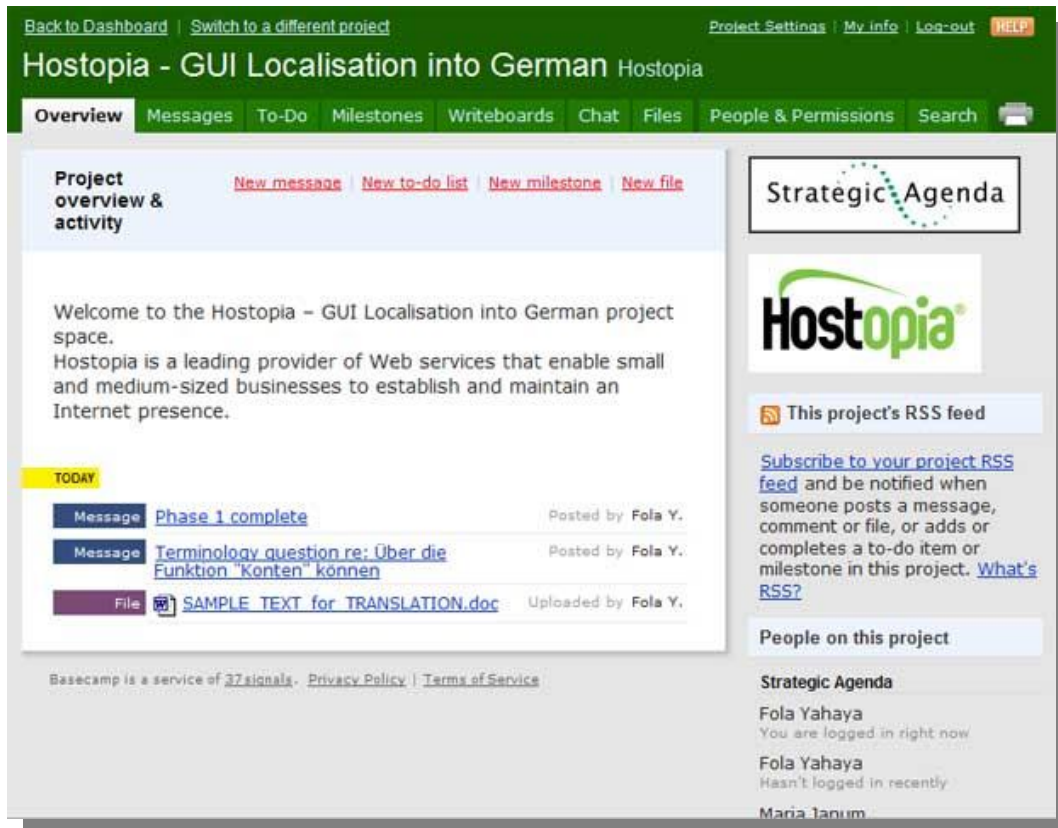 Back to Dashboard | Switch to a different project
Project Settings | My info | Log-out HELP
Hostopia - GUI Localisation into German Hostopia
Overview Messages To-Do Milestones Writeboards Chat Files People & Permissions Search
Project overview & activity
New message | New to-do list | New milestone | New file
Welcome to the Hostopia – GUI Localisation into German project
space.
Hostopia is a leading provider of Web services that enable small
and medium-sized businesses to establish and maintain an
Internet presence.
TODAY
Message Phase 1 complete Posted by Fola Y.
Message Terminology question re: Über die Posted by Fola Y.
Funktion "Konten" können
File SAMPLE TEXT for TRANSLATION.doc Uploaded by Fola Y.
Basecamp is a service of 37signals. Privacy Policy | Terms of Service
Strategic Agenda
Hostopia®
This project's RSS feed
Subscribe to your project RSS
feed and be notified when
someone posts a message,
comment or file, or adds or
completes a to-do item or
milestone in this project. What's
RSS?
People on this project
Strategic Agenda
Fola Yahaya
You are logged in right now
Fola Yahaya
Hasn't logged in recently
Maria Janum